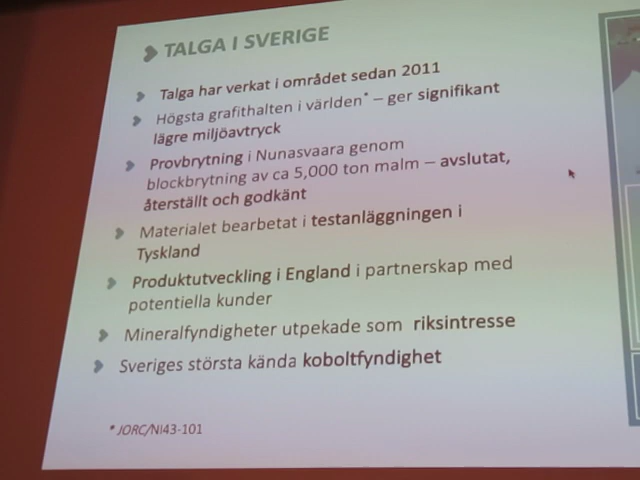 TALGA I SVERIGE
Talga har verkat i området sedan 2011
Högsta grafithalten i världen* – ger signifikant
lägre miljöavtryck
Provbrytning i Nunasvaara genom
blockbrytning av ca 5,000 ton malm – avslutat,
återställt och godkänt
Materialet bearbetat i testanläggningen i
Tyskland
Produktutveckling i England i partnerskap med
potentiella kunder
Mineralfyndigheter utpekade som riksintresse
Sveriges största kända koboltfyndighet
* JORC/NI43-101